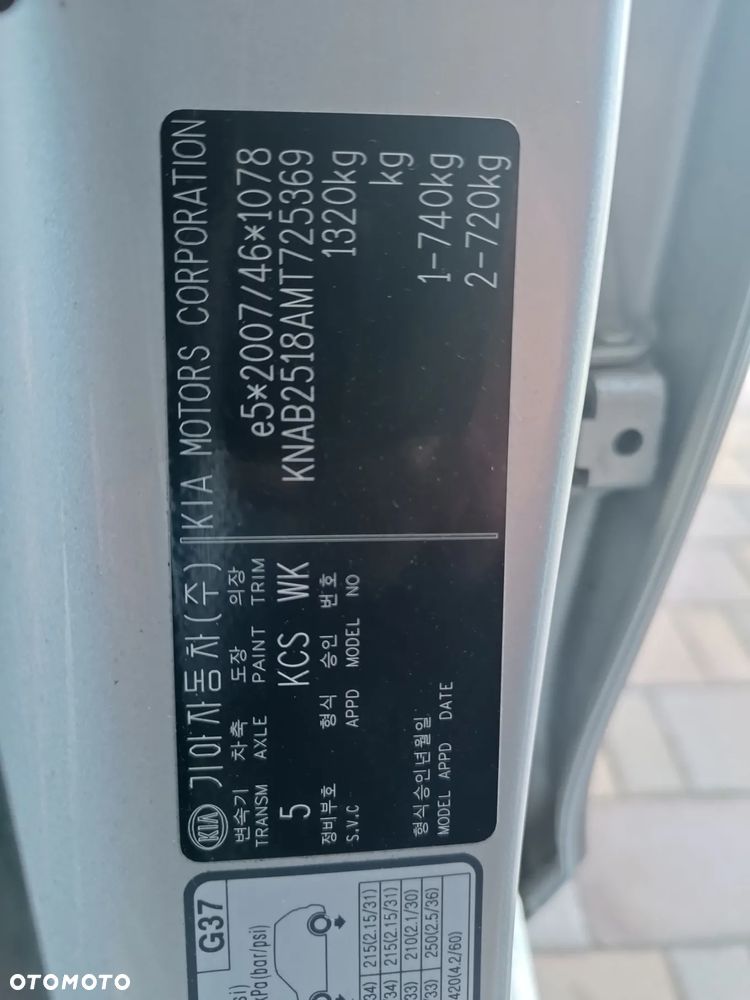 KIA 기아자동차(주) KIA MOTORS CORPORATION
변속기 차축 도장 의장
TRANSM AXLE PAINT TRIM
e5*2007/46*1078
5 KCS WK
KNAB2518AMT725369
정비부호 형식 승인 번호
S.V.C APPD MODEL NO
1320kg
kg
형식승인년월일
MODEL APPD DATE
1-740kg
2-720kg
G37
kPa(bar/psi)
215(2.15/31)
215(2.15/31)
210(2.1/30)
250(2.5/36)
420(4.2/60)
OTOMOTO